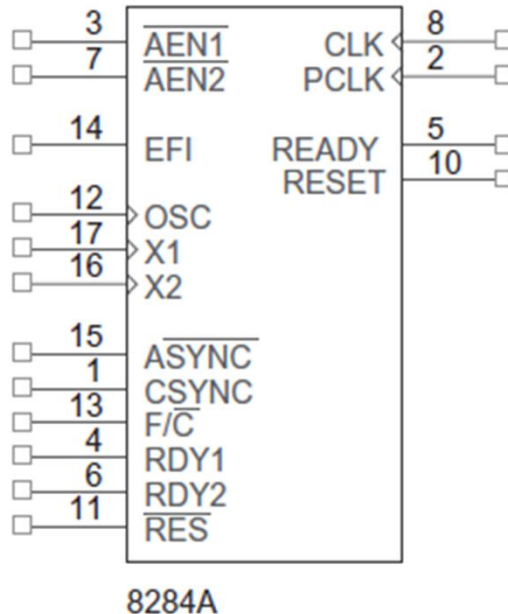 3 AEN1 CLK 8
7 AEN2 PCLK 2
14 EFI READY 5
RESET 10
12 OSC
17 X1
16 X2
15 ASYNC
1 CSYNC
13 F/C
4 RDY1
6 RDY2
11 RES
8284A